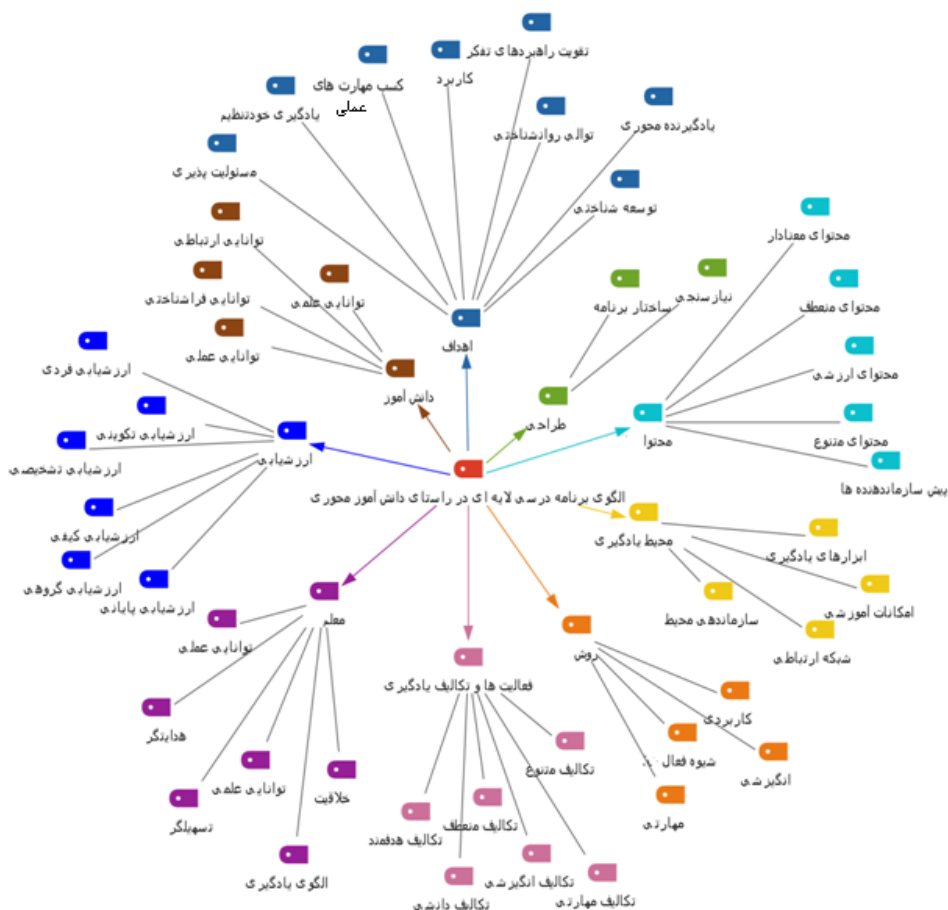 تقویت راهبردهای تفکر
کاربرد
کسب مهارت های
عملی
یادگیری خودتنظیم
توالی روانشناختی
یادگیرنده محوری
مسئولیت پذیری
توسعه شناختی
اهداف
توانایی ارتباطی
توانایی علمی
توانایی فراشناختی
توانایی عملی
دانش آموز
نیازسنجی
ساختار برنامه
طراحی
محتوای معنادار
محتوای منعطف
محتوای ارزشی
محتوای متنوع
پیش سازماندهنده ها
محتوا
ارزشیابی فردی
ارزشیابی تکوینی
ارزشیابی تشخیصی
ارزشیابی کیفی
ارزشیابی گروهی
ارزشیابی پایانی
ارزشیابی
الگوی برنامه درسی لایه ای در راستای دانش آموز محوری
محیط یادگیری
ابزارهای یادگیری
امکانات آموزشی
سازماندهی محیط
شبکه ارتباطی
معلم
توانایی عملی
هدایتگر
توانایی علمی
خلاقیت
تسهیلگر
الگوی یادگیری
فعالیت ها و تکالیف یادگیری
تکالیف متنوع
تکالیف منعطف
تکالیف هدفمند
تکالیف انگیزشی
تکالیف مهارتی
تکالیف دانشی
روش
کاربردی
شیوه فعال
انگیزشی
مهارتی